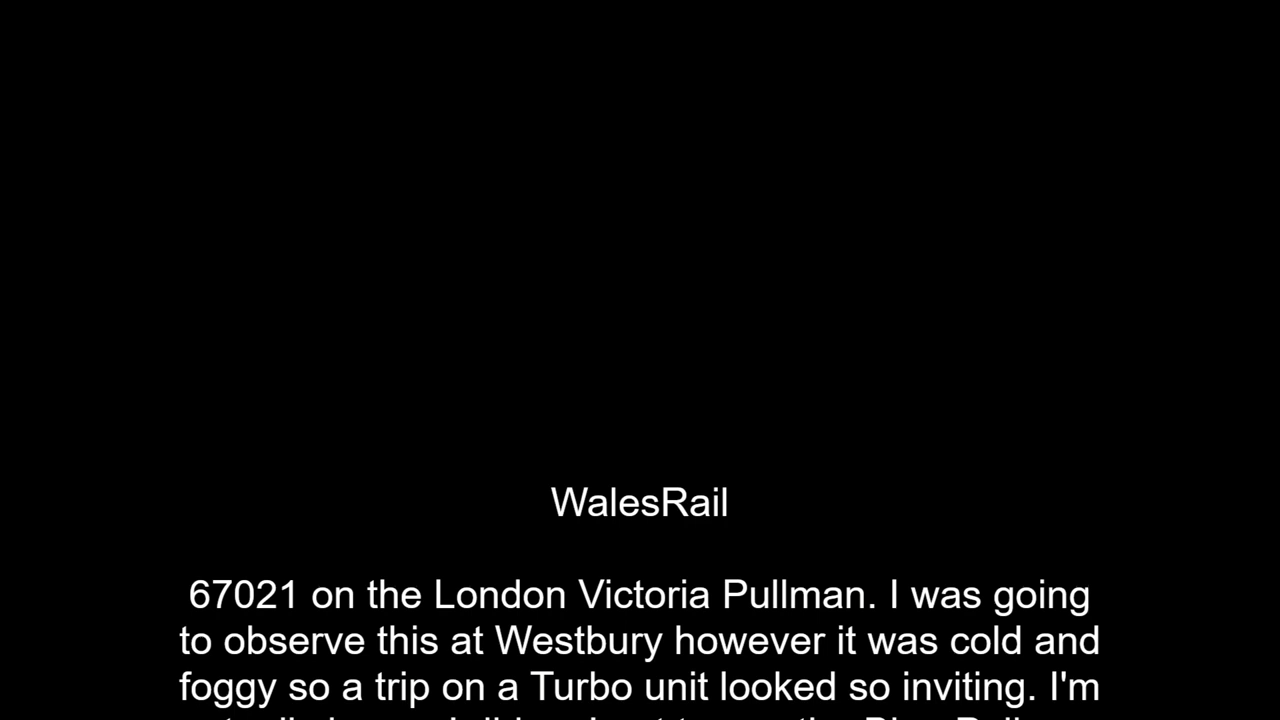 WalesRail
67021 on the London Victoria Pullman. I was going
to observe this at Westbury however it was cold and
foggy so a trip on a Turbo unit looked so inviting. I'm